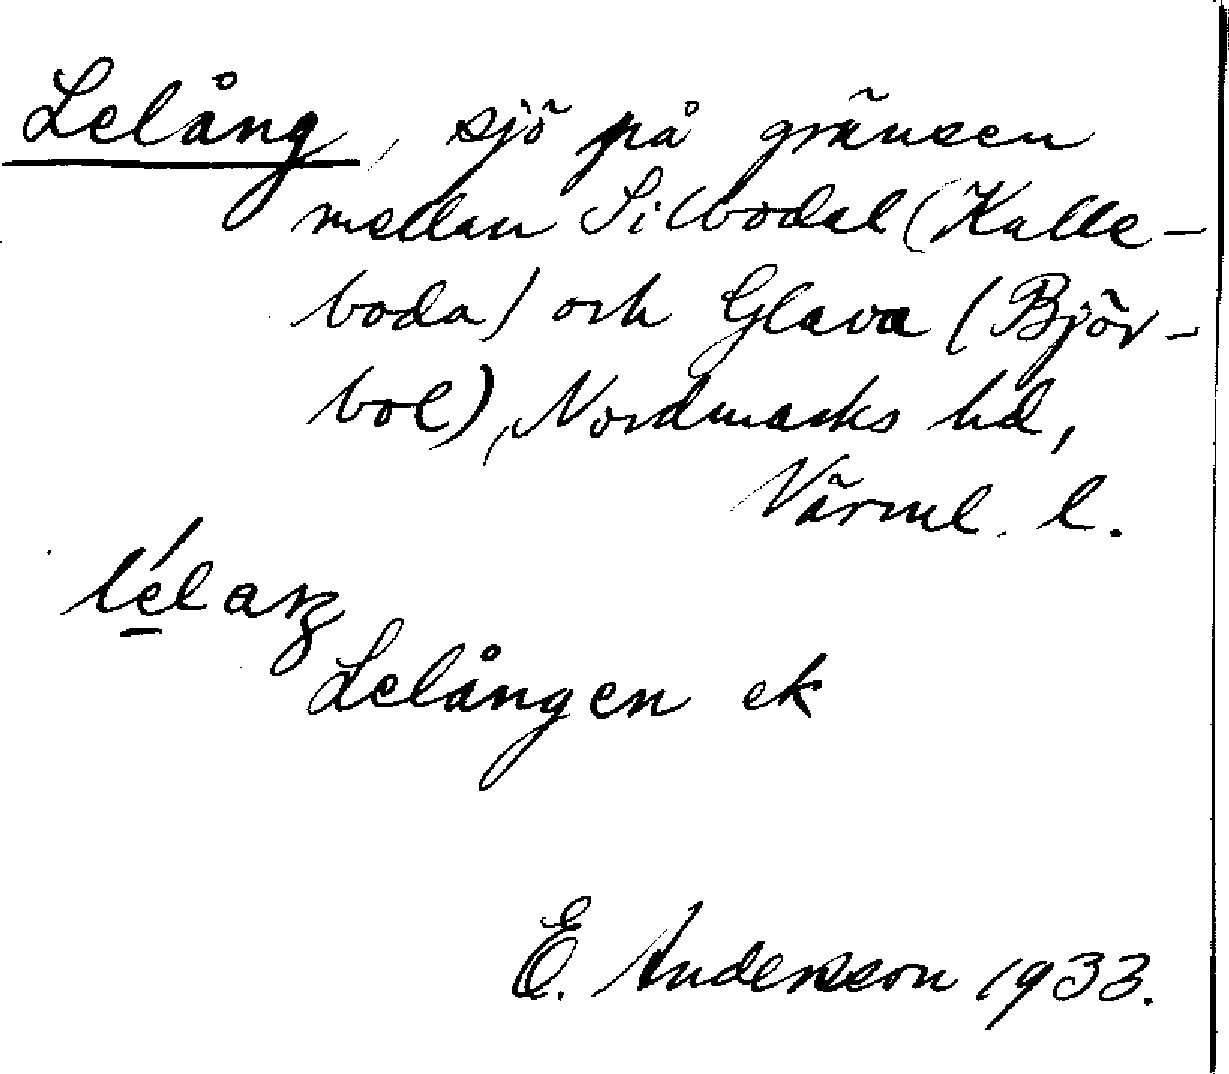 Lelång, sjö på gränsen
mellan Silbodal (Kalle-
boda) och Glava (Björ-
bol), Nordmarks hd,
Värml. l.
lélaŋ
Lelången ek
E. Andersson 1933.